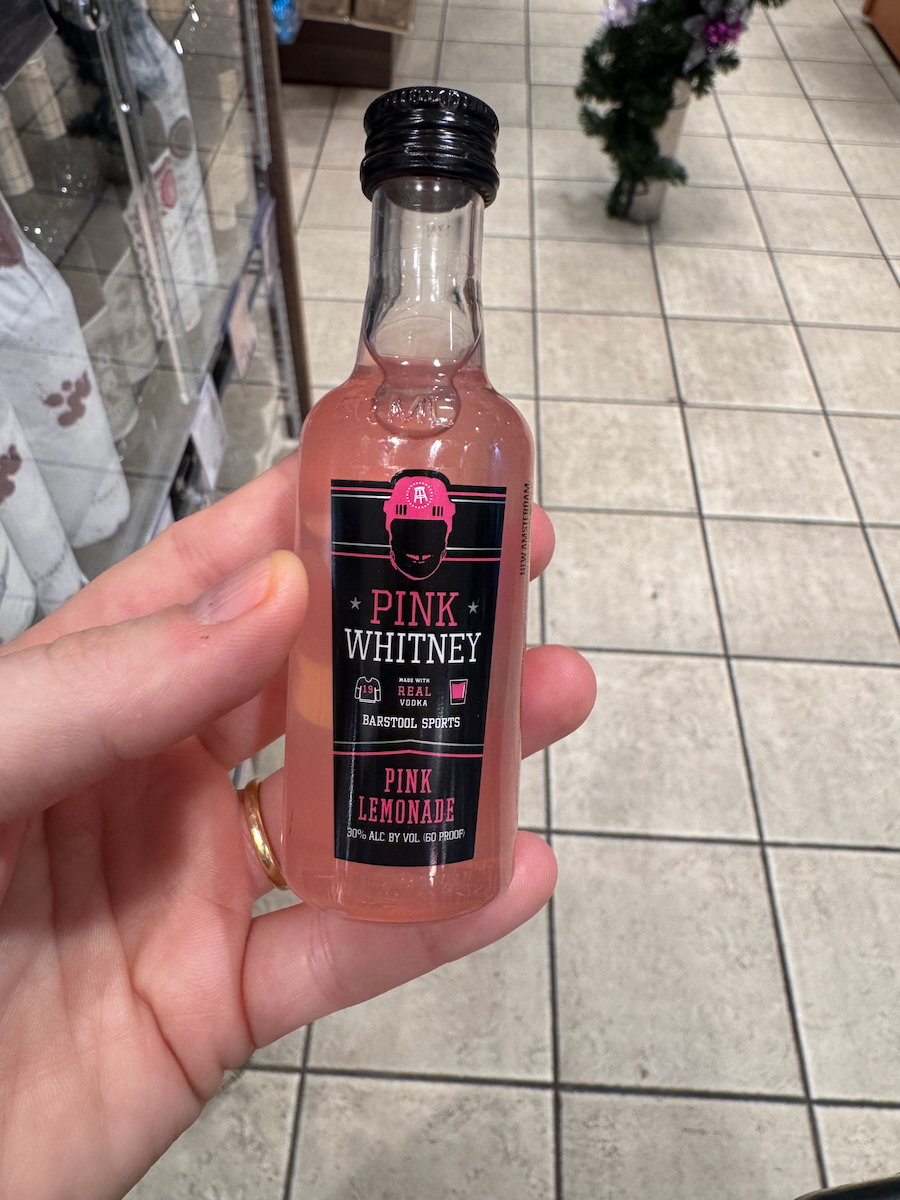 PINK
WHITNEY
19
MADE WITH
REAL
VODKA
BARSTOOL SPORTS
PINK
LEMONADE
30% ALC. BY VOL. (60 PROOF)
NEW AMSTERDAM